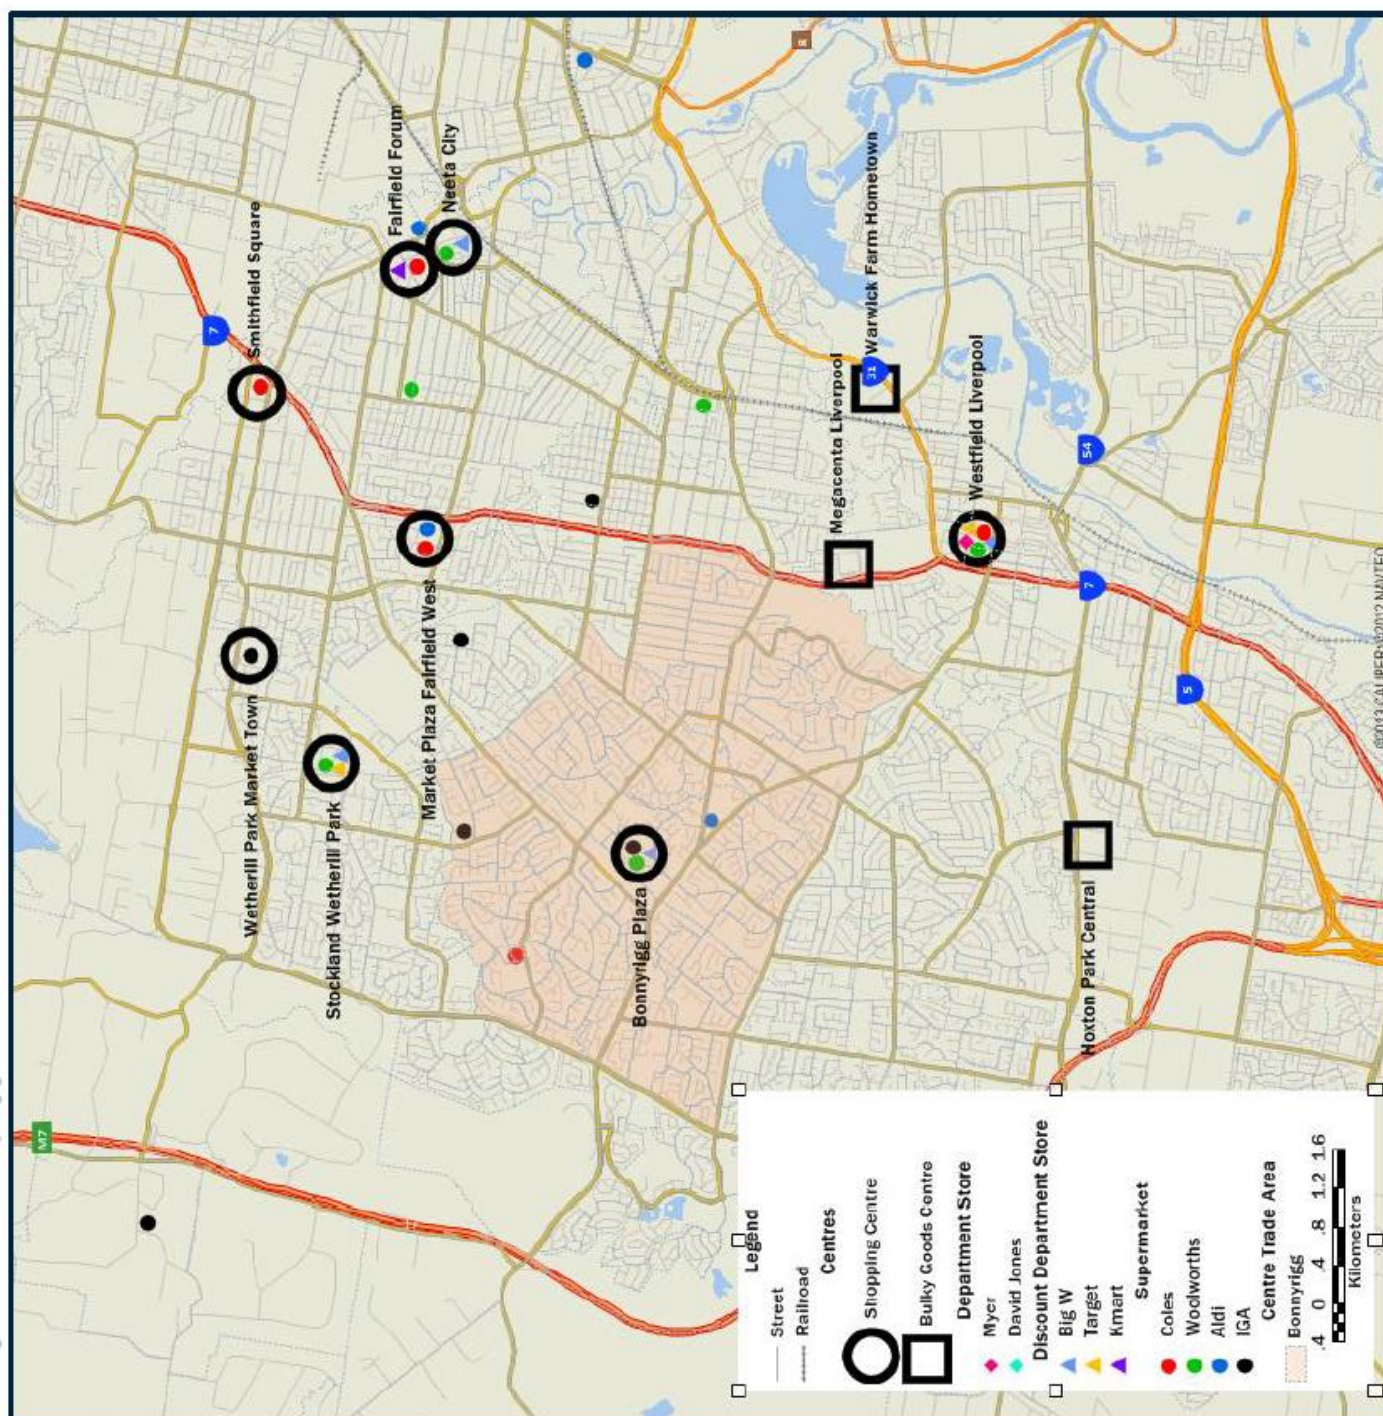 M7
7
Wetherill Park Market Town
Smithfield Square
Stockland Wetherill Park
Fairfield Forum
Market Plaza Fairfield West
Neeta City
Bonnyrigg Plaza
8
Megacenta Liverpool
Warwick Farm Hometown
31
Westfield Liverpool
54
7
Hoxton Park Central
5
Legend
Street
Railroad
Centres
Shopping Centre
Bulky Goods Centre
Department Store
Myer
David Jones
Discount Department Store
Big W
Target
Kmart
Supermarket
Coles
Woolworths
Aldi
IGA
Centre Trade Area
Bonnyrigg
.4 0 .4 .8 1.2 1.6
Kilometers